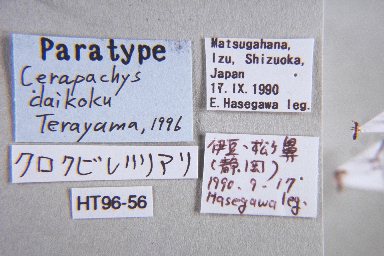 Paratype
Cerapachys
daikoku
Terayama, 1996
クロクビレハリアリ
HT96-56
Matsugahana,
Izu, Shizuoka,
Japan
17. IX. 1990
E. Hasegawa leg.
伊豆、松ヶ鼻
(静岡)
1990. 9. 17.
Hasegawa leg.